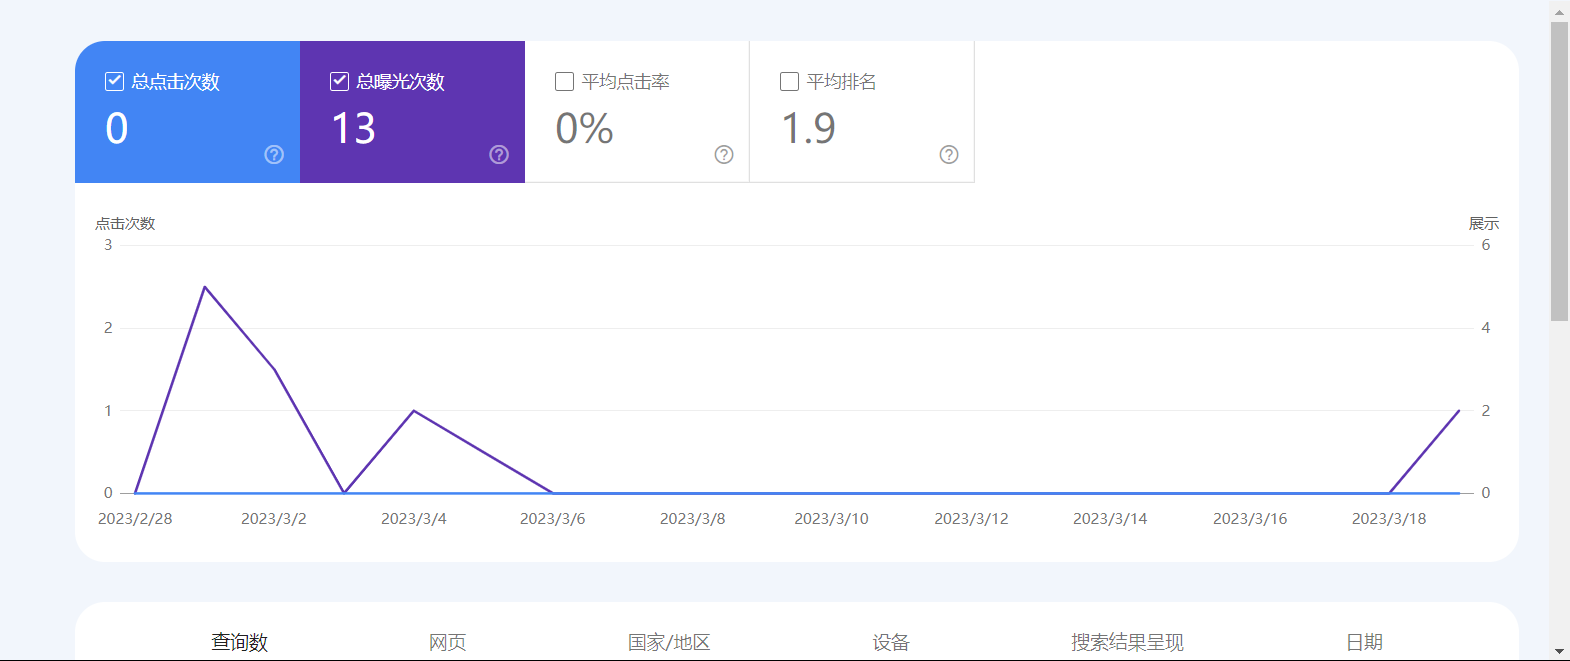 总点击次数 总曝光次数 平均点击率 平均排名
0 13 0% 1.9
点击次数 展示
3 6
2 4
1 2
0 0
2023/2/28 2023/3/2 2023/3/4 2023/3/6 2023/3/8 2023/3/10 2023/3/12 2023/3/14 2023/3/16 2023/3/18
查询数 网页 国家/地区 设备 搜索结果呈现 日期